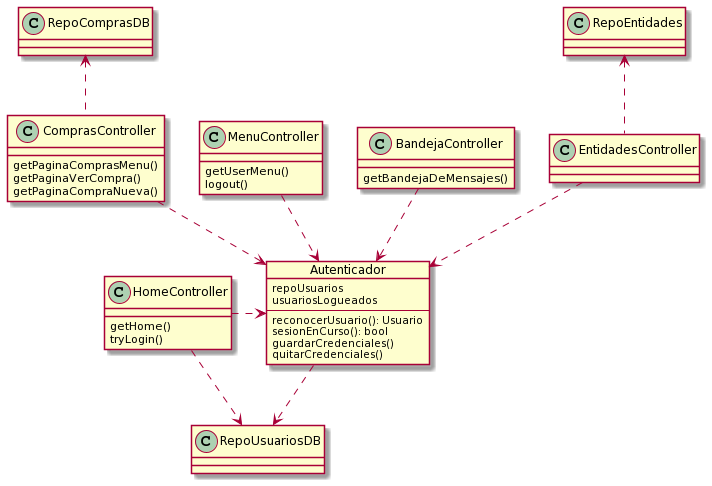 C RepoComprasDB
C RepoEntidades
C ComprasController
getPaginaComprasMenu()
getPaginaVerCompra()
getPaginaCompraNueva()
C MenuController
getUserMenu()
logout()
C BandejaController
getBandejaDeMensajes()
C EntidadesController
Autenticador
repoUsuarios
usuariosLogueados
reconocerUsuario(): Usuario
sesionEnCurso(): bool
guardarCredenciales()
quitarCredenciales()
C HomeController
getHome()
tryLogin()
C RepoUsuariosDB